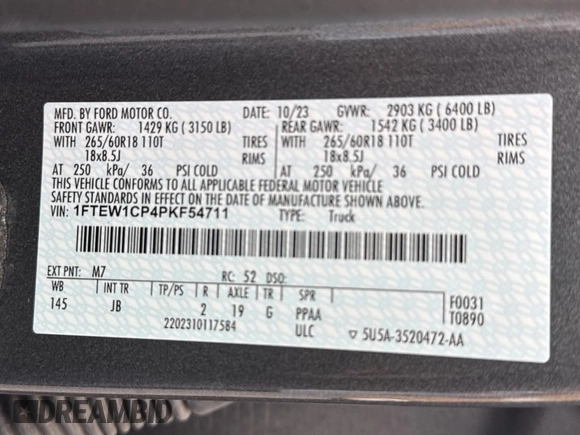 MFD. BY FORD MOTOR CO. DATE: 10/23 GVWR: 2903 KG ( 6400 LB)
FRONT GAWR: 1429 KG ( 3150 LB) REAR GAWR: 1542 KG ( 3400 LB)
WITH 265/60R18 110T TIRES WITH 265/60R18 110T TIRES
18x8.5J RIMS 18x8.5J RIMS
AT 250 kPa/ 36 PSI COLD AT 250 kPa/ 36 PSI COLD
THIS VEHICLE CONFORMS TO ALL APPLICABLE FEDERAL MOTOR VEHICLE
SAFETY STANDARDS IN EFFECT ON THE DATE OF MANUFACTURE SHOWN ABOVE.
VIN: 1FTEW1CP4PKF54711 TYPE: Truck
EXT PNT: M7 RC: 52 DSO:
WB INT TR TP/PS R AXLE TR SPR F0031
145 JB 2 19 G PPAA T0890
2202310117584 ULC ▽ 5U5A-3520472-AA
DREAMBID